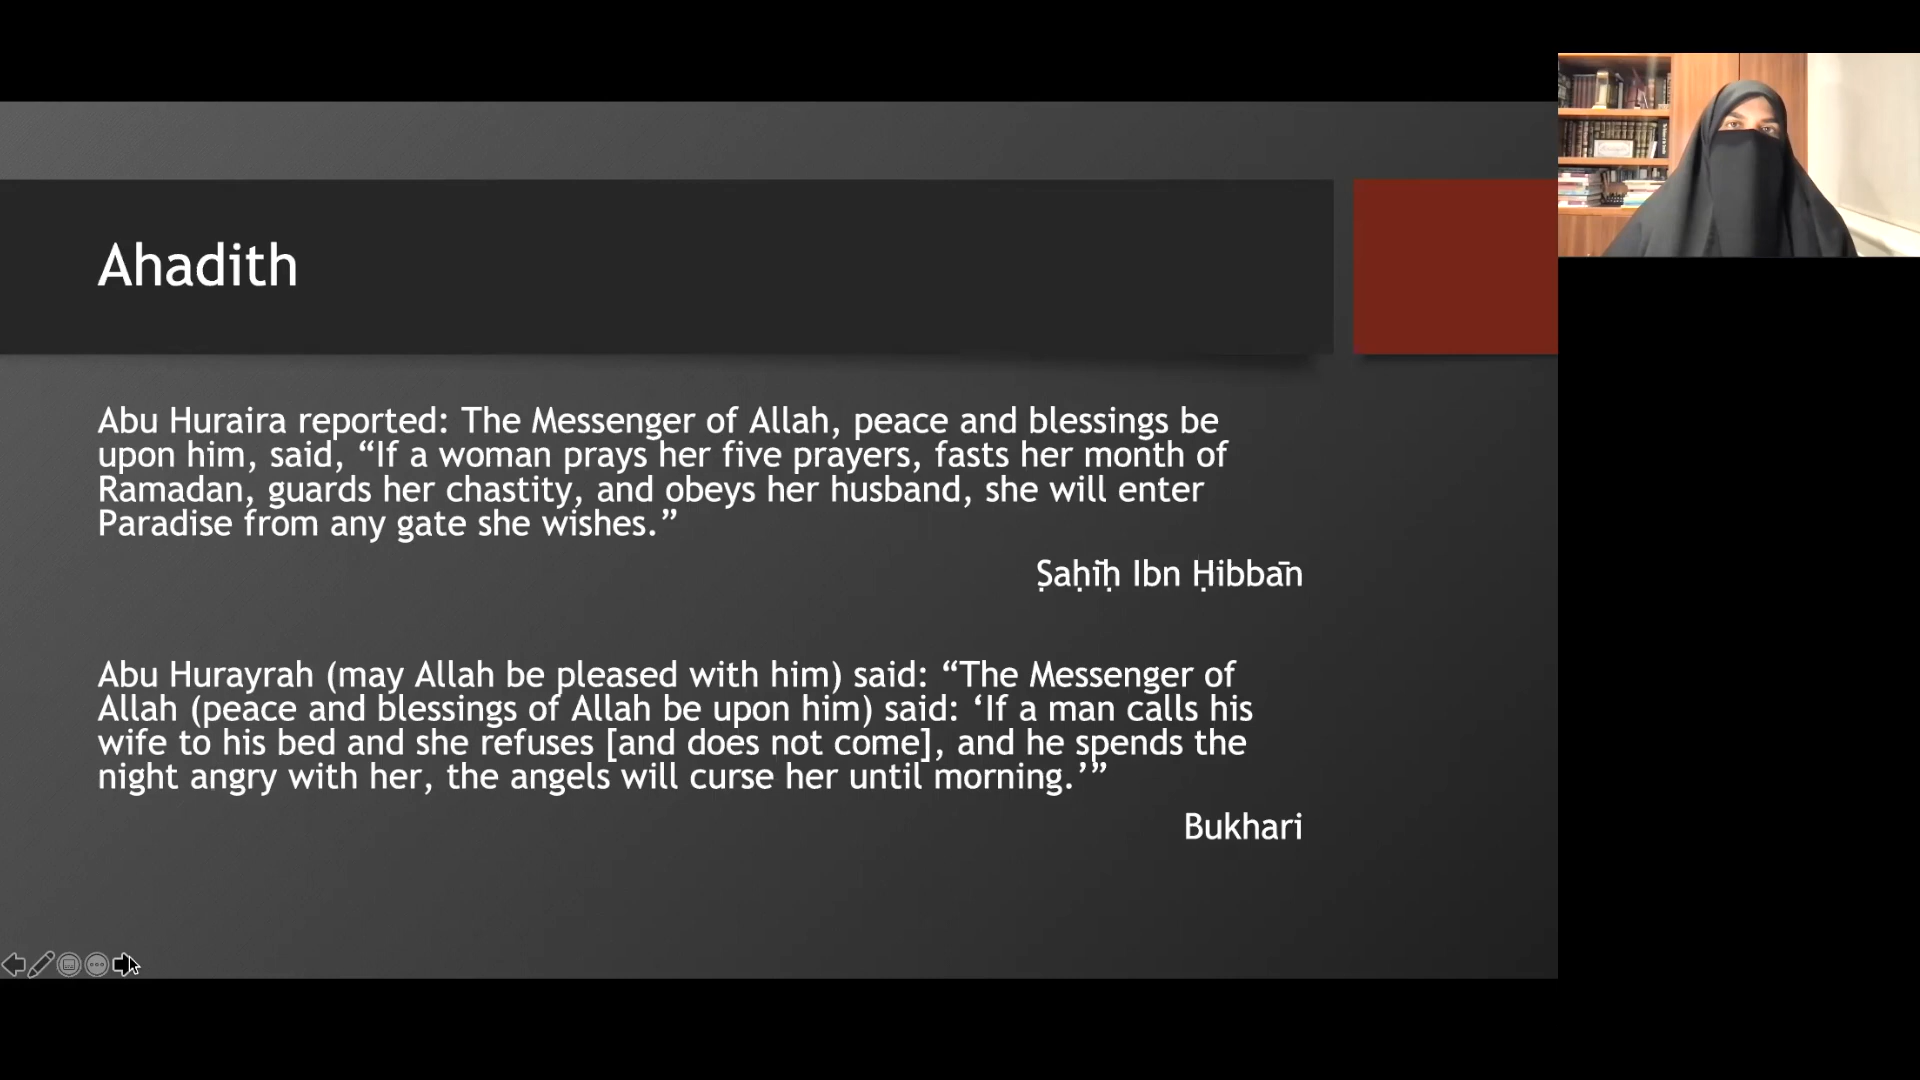 Ahadith
Abu Huraira reported: The Messenger of Allah, peace and blessings be
upon him, said, “If a woman prays her five prayers, fasts her month of
Ramadan, guards her chastity, and obeys her husband, she will enter
Paradise from any gate she wishes.”
Ṣaḥīḥ Ibn Ḥibbān
Abu Hurayrah (may Allah be pleased with him) said: “The Messenger of
Allah (peace and blessings of Allah be upon him) said: ‘If a man calls his
wife to his bed and she refuses [and does not come], and he spends the
night angry with her, the angels will curse her until morning.’”
Bukhari